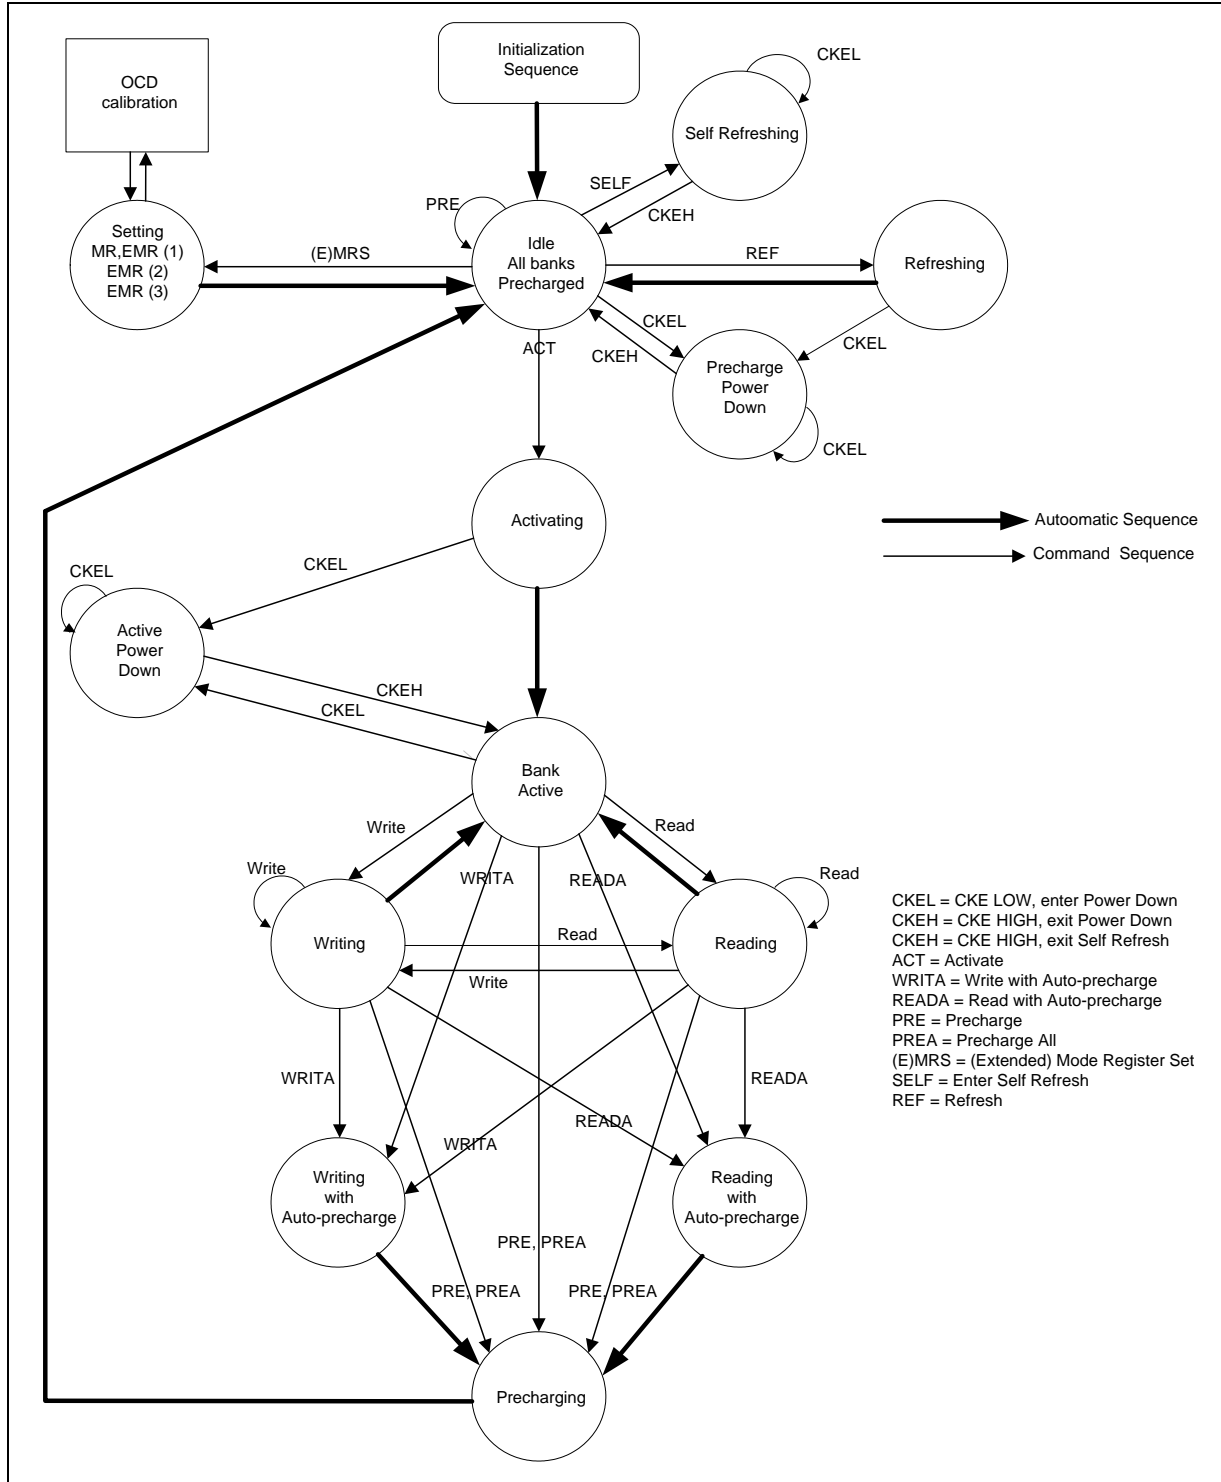 Initialization
Sequence
OCD
calibration
CKEL
Self Refreshing
SELF
PRE
CKEH
Setting
MR,EMR (1)
EMR (2)
EMR (3)
(E)MRS
Idle
All banks
Precharged
REF
Refreshing
CKEL
CKEH
ACT
CKEL
Precharge
Power
Down
CKEL
Activating
Autoomatic Sequence
Command Sequence
CKEL
CKEL
Active
Power
Down
CKEH
CKEL
Bank
Active
Write
Read
Write
WRITA
READA
Read
Writing
Read
Reading
Write
CKEL = CKE LOW, enter Power Down
CKEH = CKE HIGH, exit Power Down
CKEH = CKE HIGH, exit Self Refresh
ACT = Activate
WRITA = Write with Auto-precharge
READA = Read with Auto-precharge
PRE = Precharge
PREA = Precharge All
(E)MRS = (Extended) Mode Register Set
SELF = Enter Self Refresh
REF = Refresh
WRITA
READA
READA
WRITA
Writing
with
Auto-precharge
Reading
with
Auto-precharge
PRE, PREA
PRE, PREA
PRE, PREA
Precharging